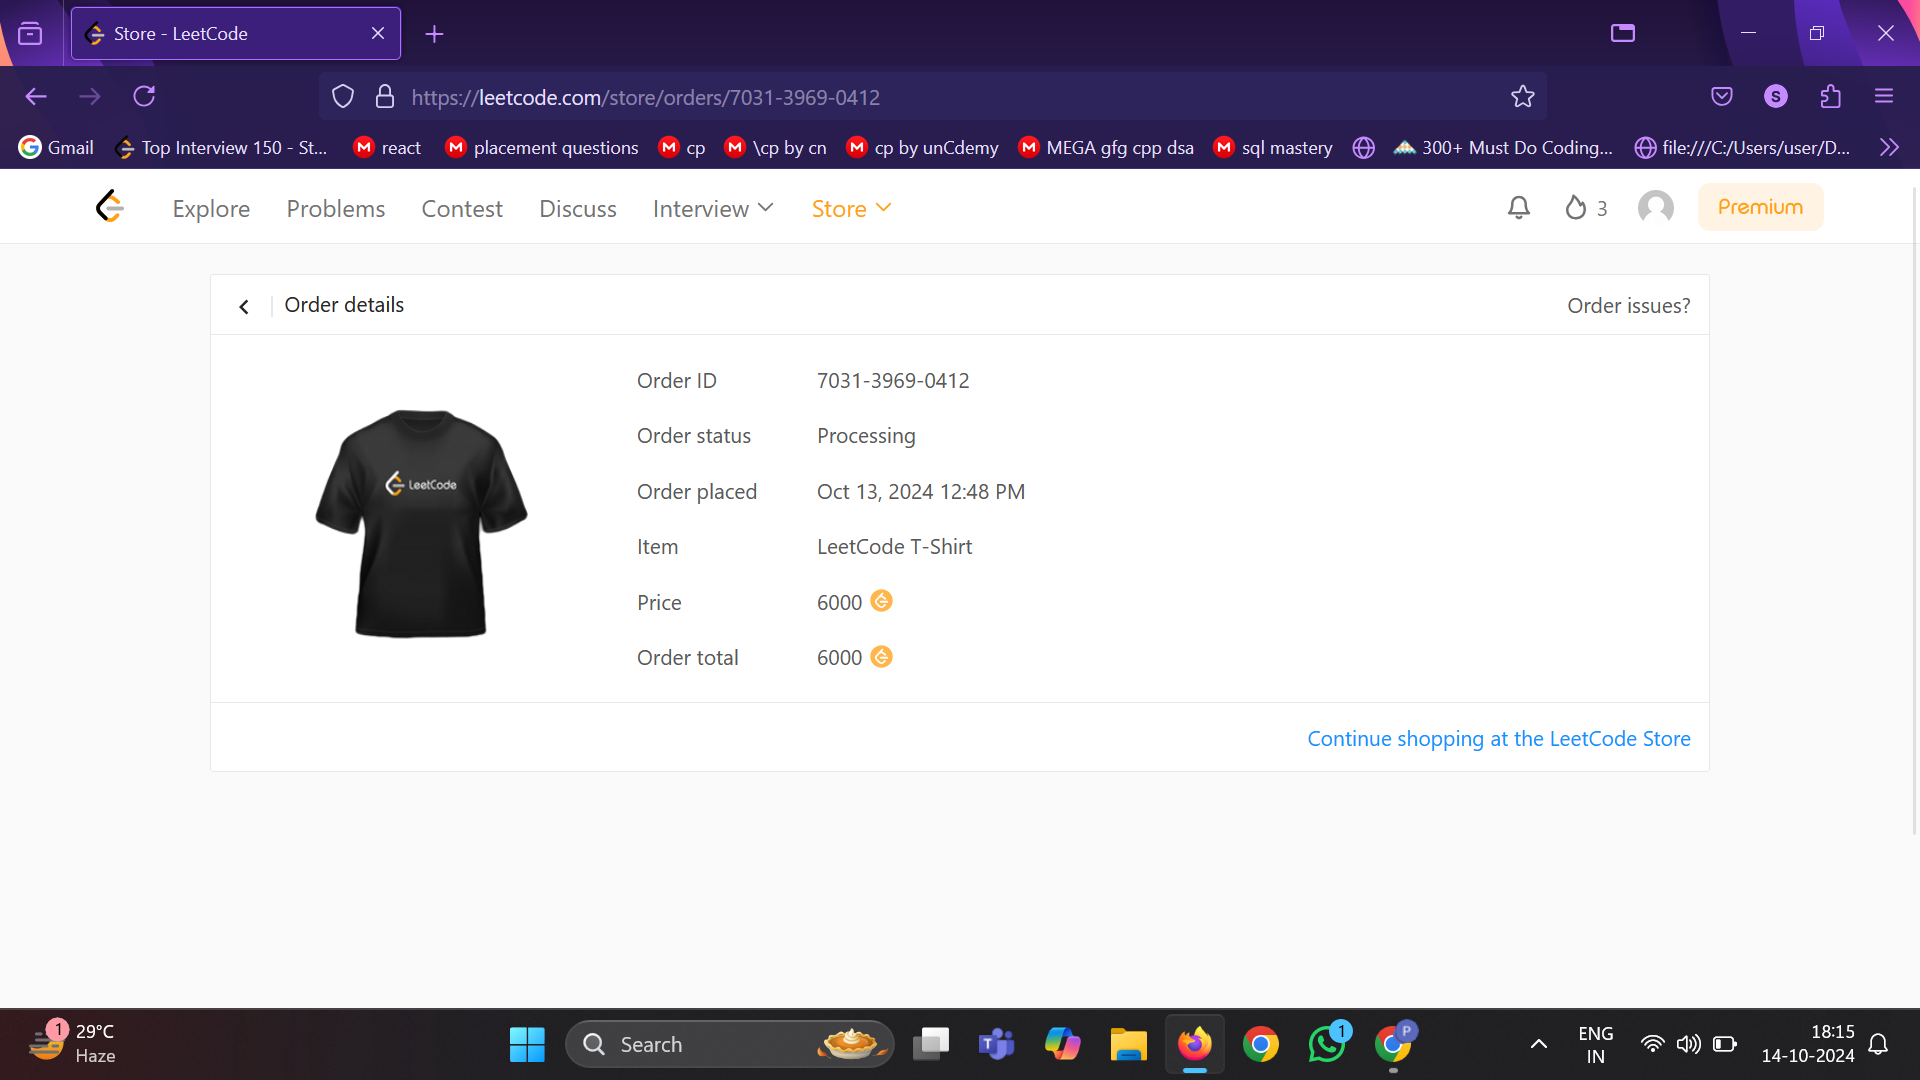 Store - LeetCode
https://leetcode.com/store/orders/7031-3969-0412
S
Gmail Top Interview 150 - St... react placement questions cp \cp by cn cp by unCdemy MEGA gfg cpp dsa sql mastery 300+ Must Do Coding... file:///C:/Users/user/D...
Explore Problems Contest Discuss Interview Store 3 Premium
Order details Order issues?
Order ID 7031-3969-0412
Order status Processing
Order placed Oct 13, 2024 12:48 PM
LeetCode
Item LeetCode T-Shirt
Price 6000
Order total 6000
Continue shopping at the LeetCode Store
1 29°C
Haze
Search
T
1
P
ENG
IN
18:15
14-10-2024